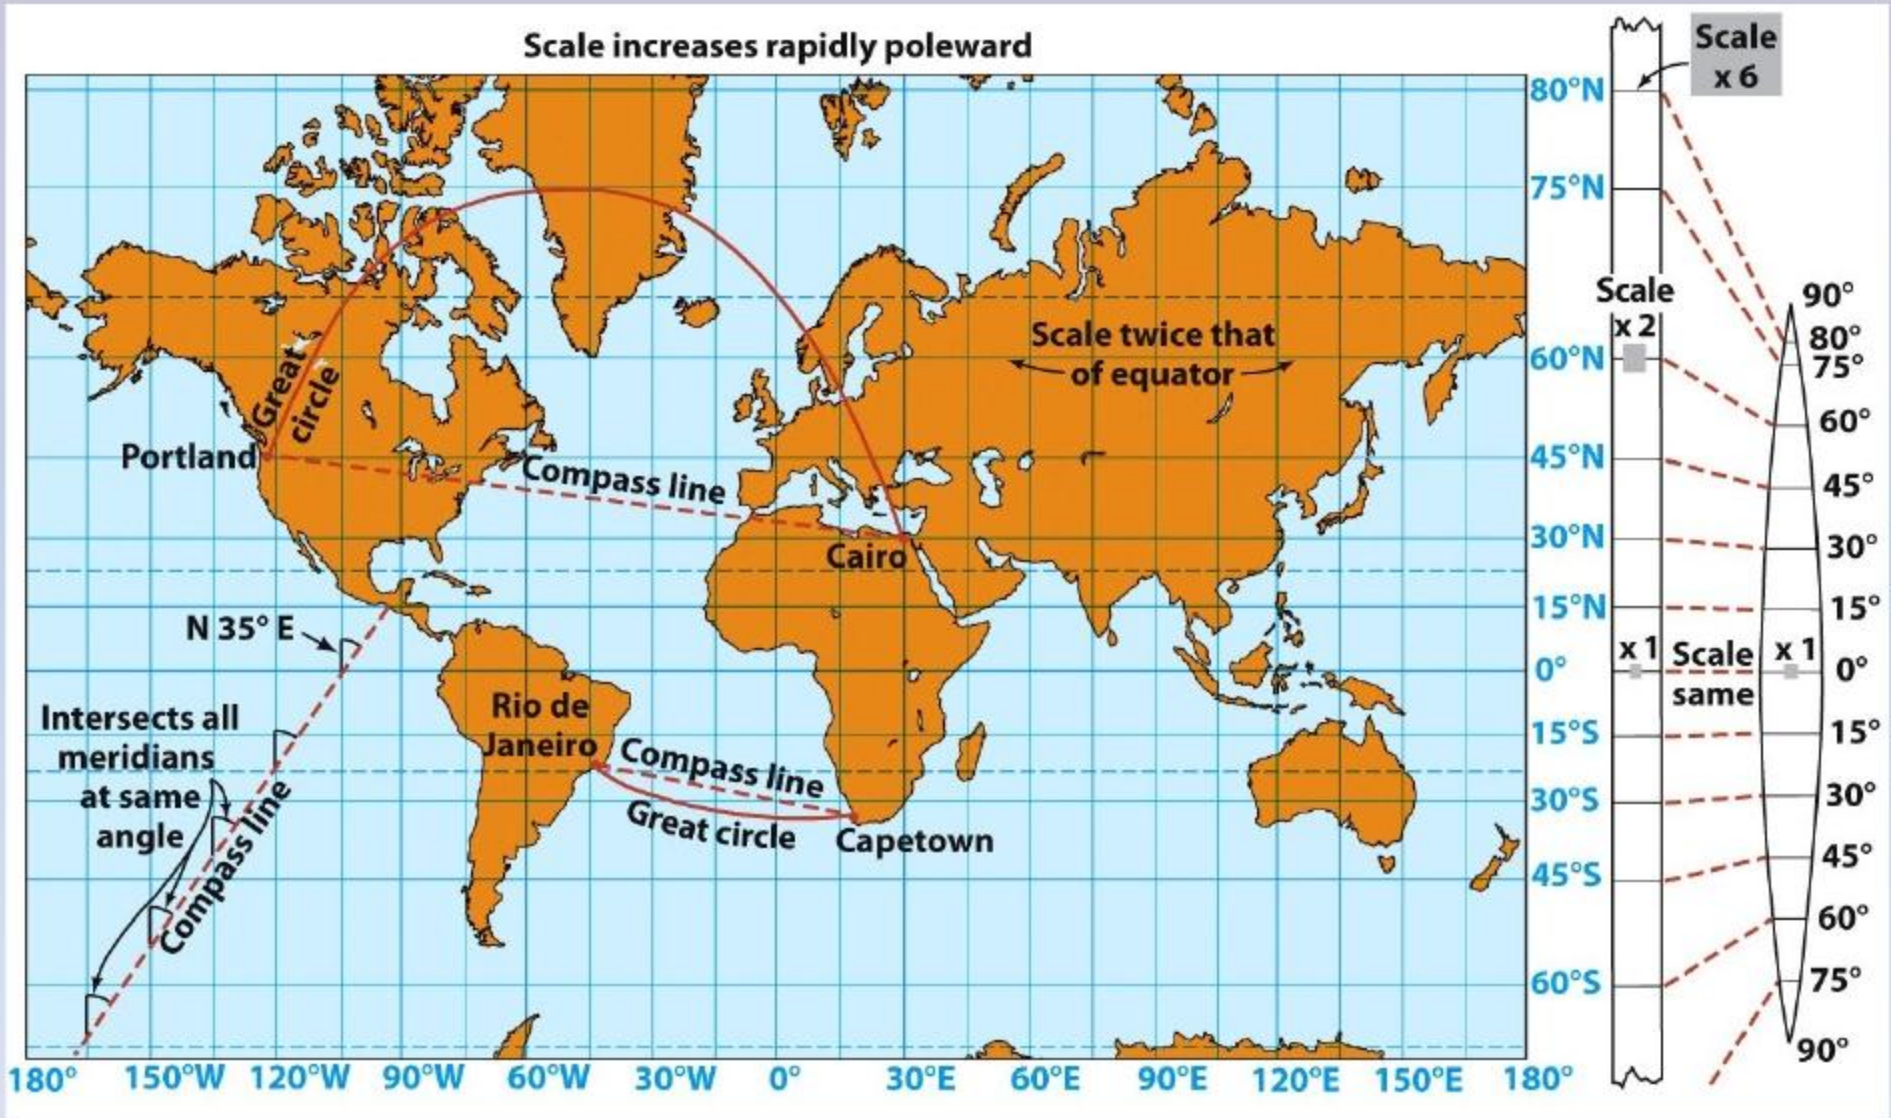 Scale increases rapidly poleward
Scale
x 6
80°N
75°N
60°N
45°N
30°N
15°N
0°
15°S
30°S
45°S
60°S
Scale
x 2
x 1
Scale
same
x 1
90°
80°
75°
60°
45°
30°
15°
0°
15°
30°
45°
60°
75°
90°
Scale twice that
of equator
Great
circle
Portland
Compass line
Cairo
N 35° E
Intersects all
meridians
at same
angle
Compass line
Rio de
Janeiro
Compass line
Great circle
Capetown
180° 150°W 120°W 90°W 60°W 30°W 0° 30°E 60°E 90°E 120°E 150°E 180°